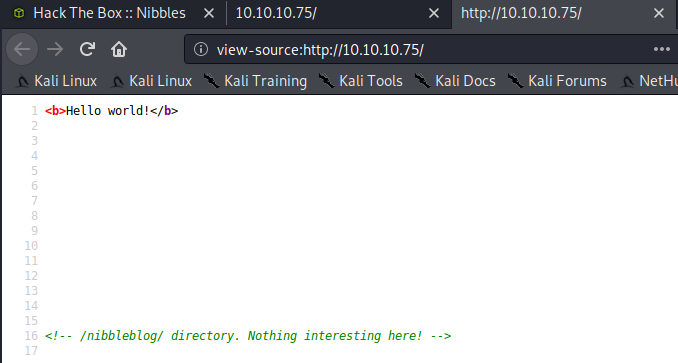 Hack The Box :: Nibbles
10.10.10.75/
http://10.10.10.75/
view-source:http://10.10.10.75/
Kali Linux Kali Linux Kali Training Kali Tools Kali Docs Kali Forums NetHu
1 <b>Hello world!</b>
2
3
4
5
6
7
8
9
10
11
12
13
14
15
16 <!-- /nibbleblog/ directory. Nothing interesting here! -->
17